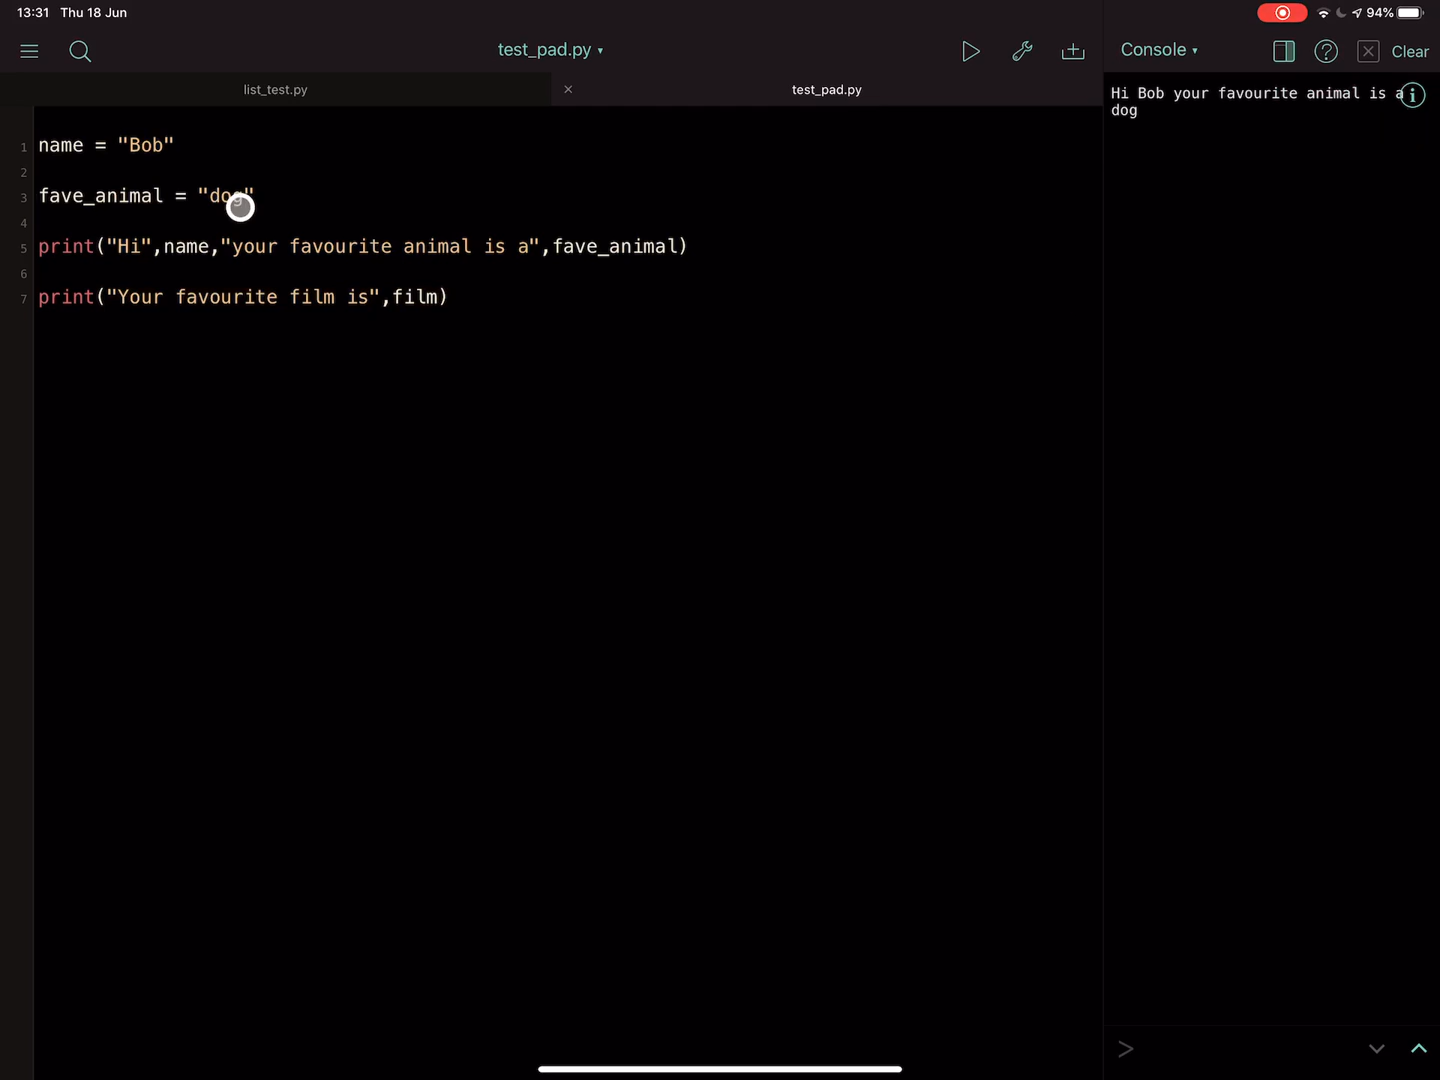 13:31 Thu 18 Jun 94%
test_pad.py ▾ Console ▾ Clear
list_test.py test_pad.py
1 name = "Bob"
2
3 fave_animal = "dog"
4
5 print("Hi",name,"your favourite animal is a",fave_animal)
6
7 print("Your favourite film is",film)
Hi Bob your favourite animal is a
dog
>